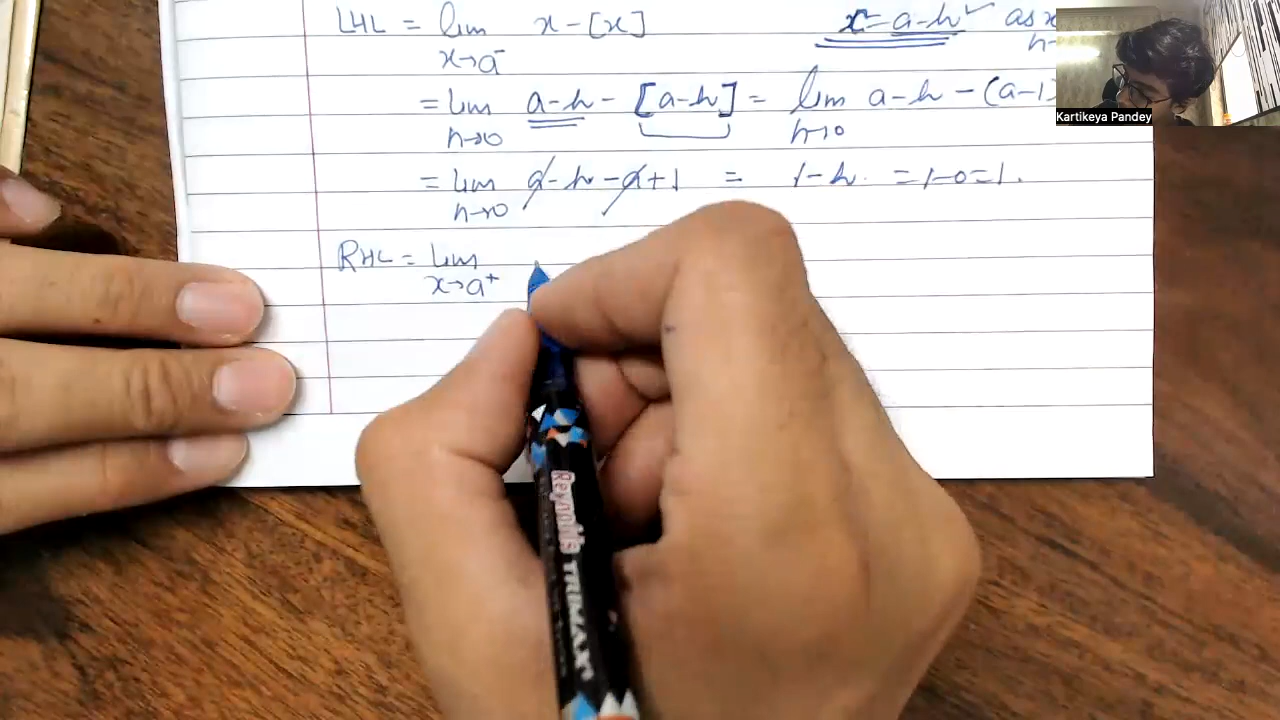 LHL = lim x - [x] x = a-h as x
x→a⁻ h→
= lim a-h - [a-h] = lim a-h - (a-1)
h→0 h→0
= lim a-h-a+1 = 1-h = 1-0=1.
h→0
RHL = lim
x→a⁺
Kartikeya Pandey
Reynolds TRIMAX